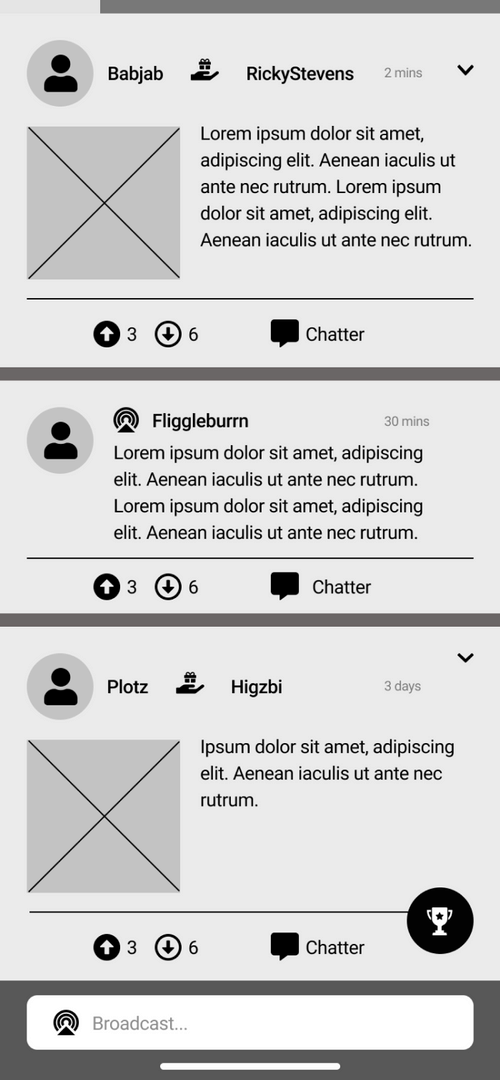 Babjab RickyStevens 2 mins
Lorem ipsum dolor sit amet,
adipiscing elit. Aenean iaculis ut
ante nec rutrum. Lorem ipsum
dolor sit amet, adipiscing elit.
Aenean iaculis ut ante nec rutrum.
3 6 Chatter
Fliggleburrn 30 mins
Lorem ipsum dolor sit amet, adipiscing
elit. Aenean iaculis ut ante nec rutrum.
Lorem ipsum dolor sit amet, adipiscing
elit. Aenean iaculis ut ante nec rutrum.
3 6 Chatter
Plotz Higzbi 3 days
Ipsum dolor sit amet, adipiscing
elit. Aenean iaculis ut ante nec
rutrum.
3 6 Chatter
Broadcast...